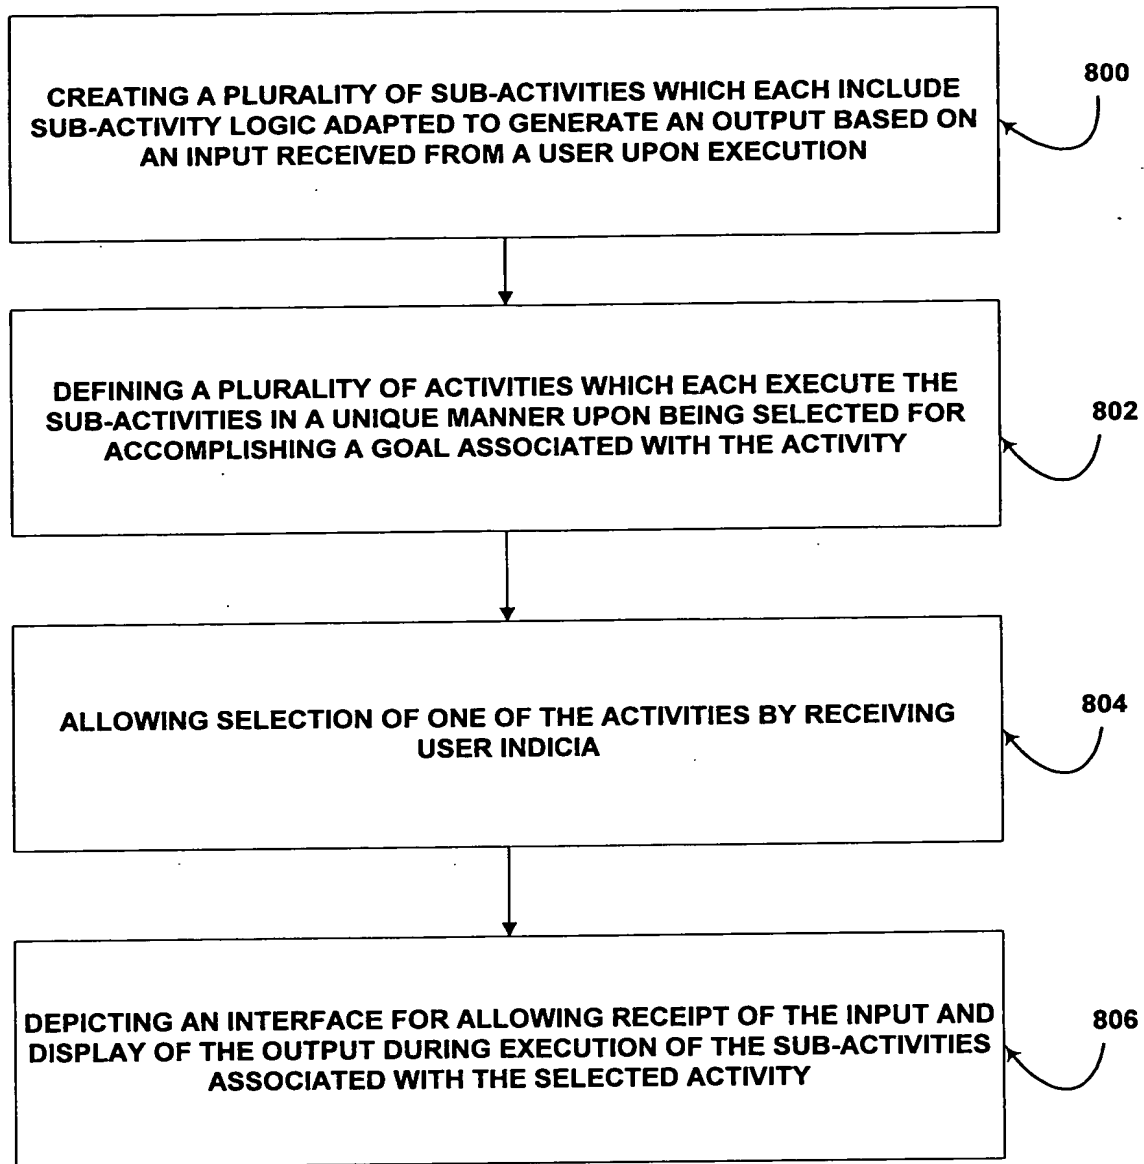 CREATING A PLURALITY OF SUB-ACTIVITIES WHICH EACH INCLUDE
SUB-ACTIVITY LOGIC ADAPTED TO GENERATE AN OUTPUT BASED ON
AN INPUT RECEIVED FROM A USER UPON EXECUTION
800
DEFINING A PLURALITY OF ACTIVITIES WHICH EACH EXECUTE THE
SUB-ACTIVITIES IN A UNIQUE MANNER UPON BEING SELECTED FOR
ACCOMPLISHING A GOAL ASSOCIATED WITH THE ACTIVITY
802
ALLOWING SELECTION OF ONE OF THE ACTIVITIES BY RECEIVING
USER INDICIA
804
DEPICTING AN INTERFACE FOR ALLOWING RECEIPT OF THE INPUT AND
DISPLAY OF THE OUTPUT DURING EXECUTION OF THE SUB-ACTIVITIES
ASSOCIATED WITH THE SELECTED ACTIVITY
806